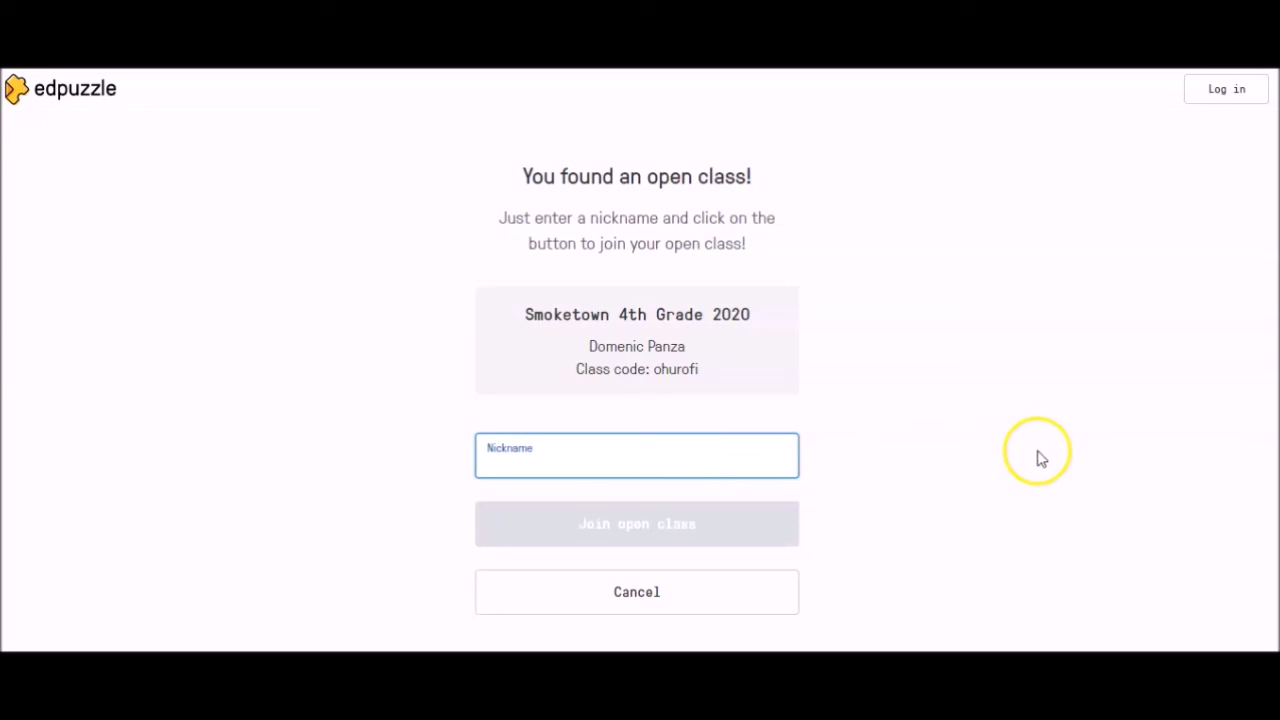 edpuzzle
Log in
You found an open class!
Just enter a nickname and click on the
button to join your open class!
Smoketown 4th Grade 2020
Domenic Panza
Class code: ohurofi
Nickname
Join open class
Cancel